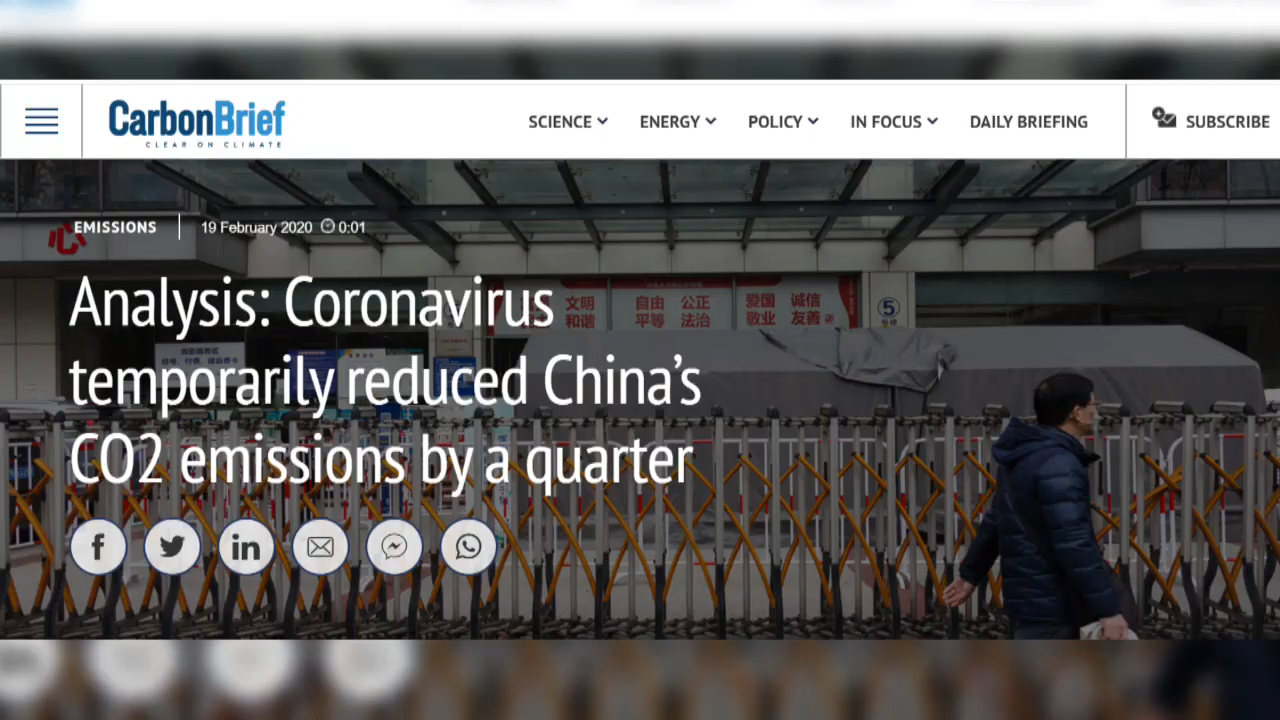 CarbonBrief
CLEAR ON CLIMATE
SCIENCE
ENERGY
POLICY
IN FOCUS
DAILY BRIEFING
SUBSCRIBE
EMISSIONS
19 February 2020 0:01
Analysis: Coronavirus
temporarily reduced China’s
CO2 emissions by a quarter
文明 自由 公正 爱国 诚信
和谐 平等 法治 敬业 友善
5